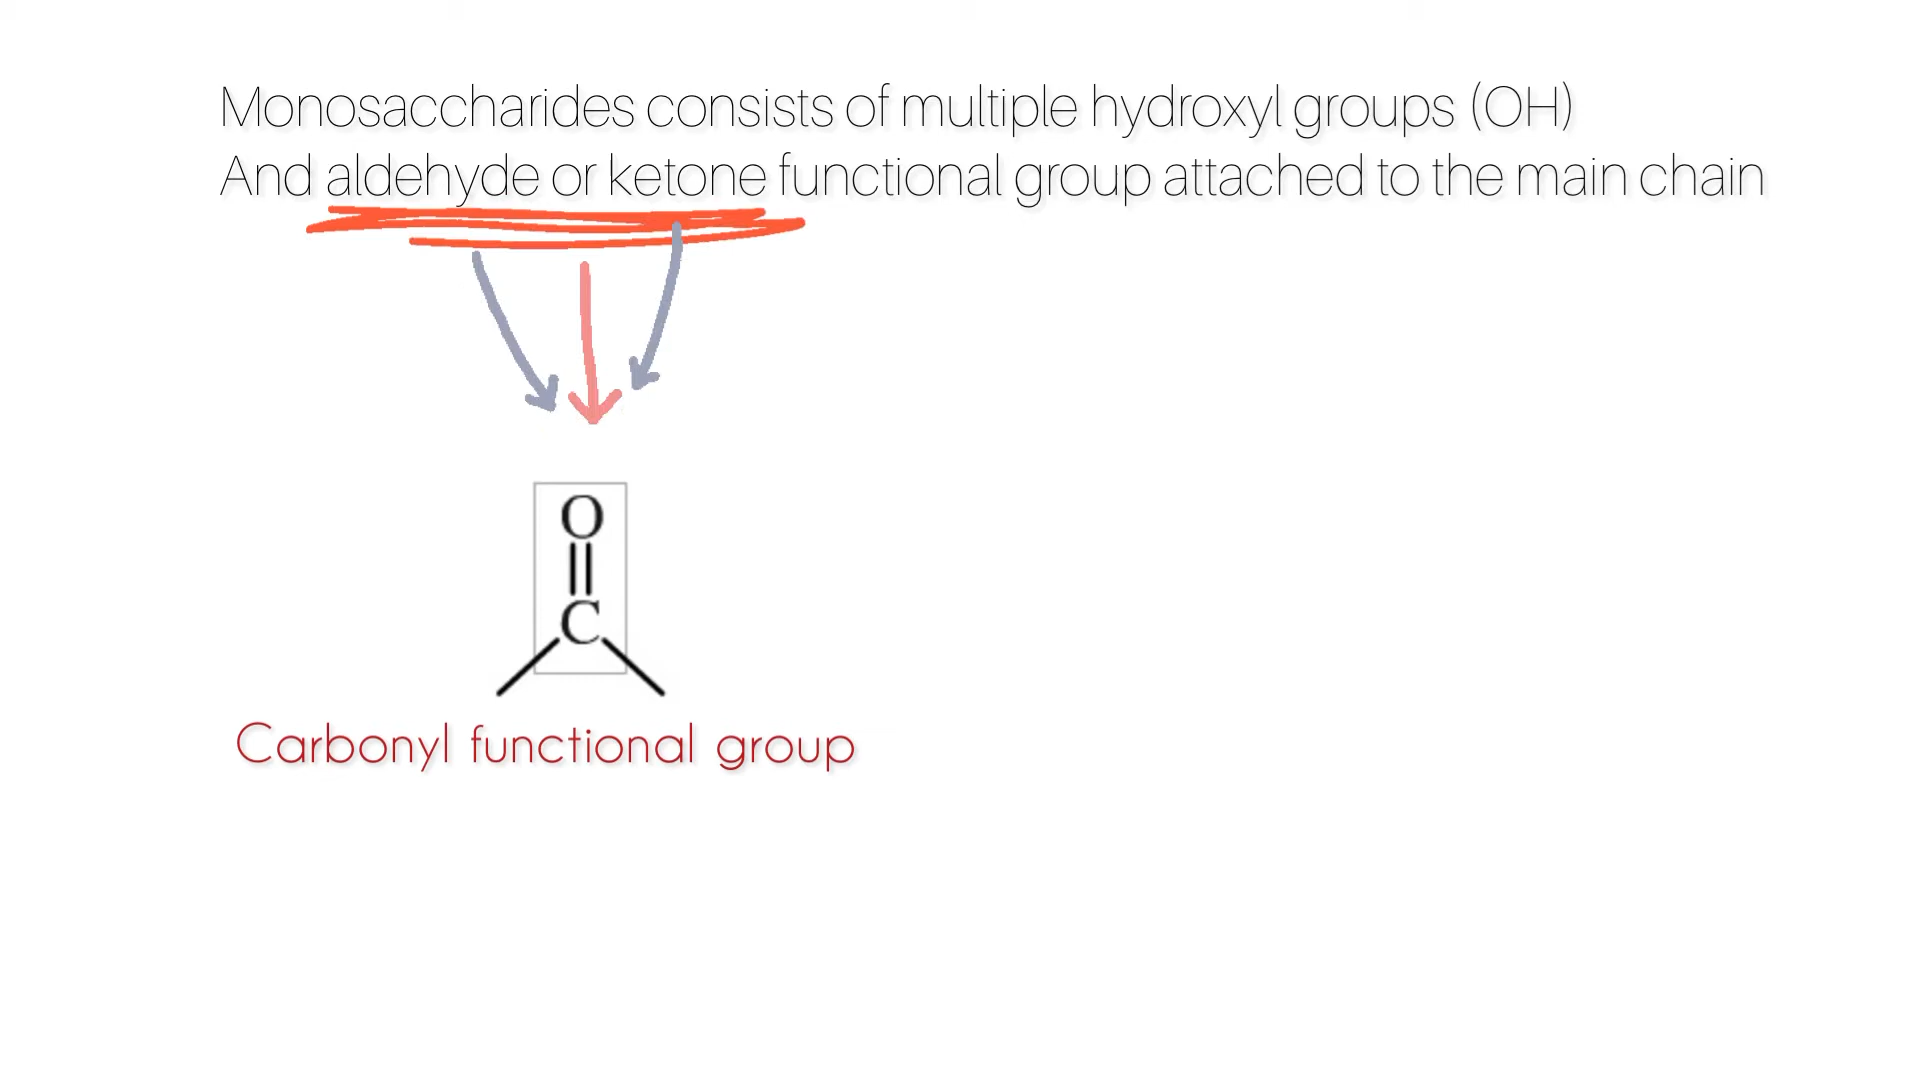 Monosaccharides consists of multiple hydroxyl groups (OH)
And aldehyde or ketone functional group attached to the main chain
O
C
Carbonyl functional group